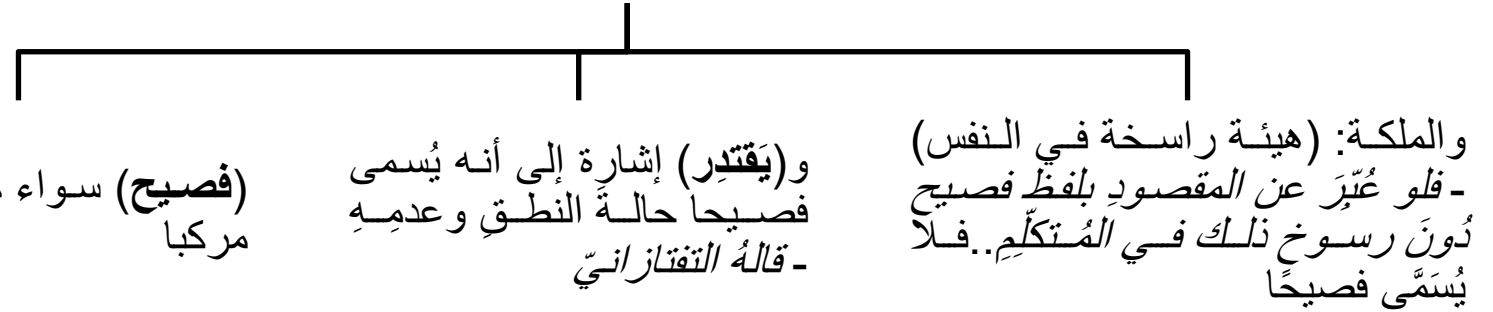 والملكة: (هيئة راسخة في النفس)
- فلو عُبِّرَ عن المقصودِ بلفظ فصيح
دُونَ رسوخ ذلك في المُتكلِّمِ..فلا
يُسَمَّى فصيحًا
و(يَقتدِر) إشارة إلى أنه يُسمى
فصيحا حالةَ النطقِ وعدمِهِ
- قالهُ التفتازانيّ
(فصيح) سواء
مركبا